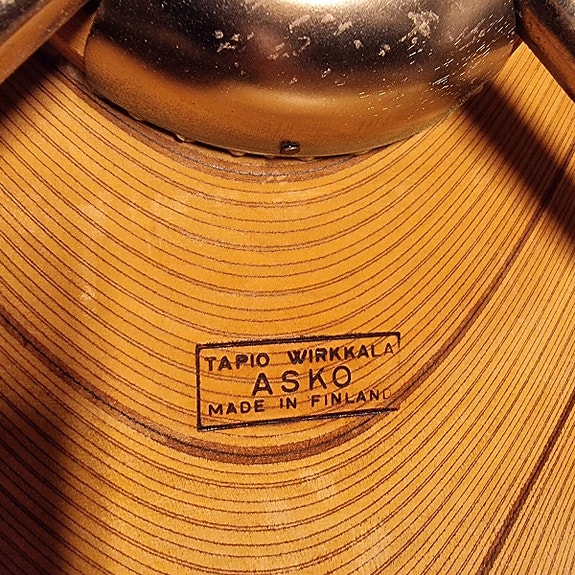 TAPIO WIRKKALA
ASKO
MADE IN FINLAND